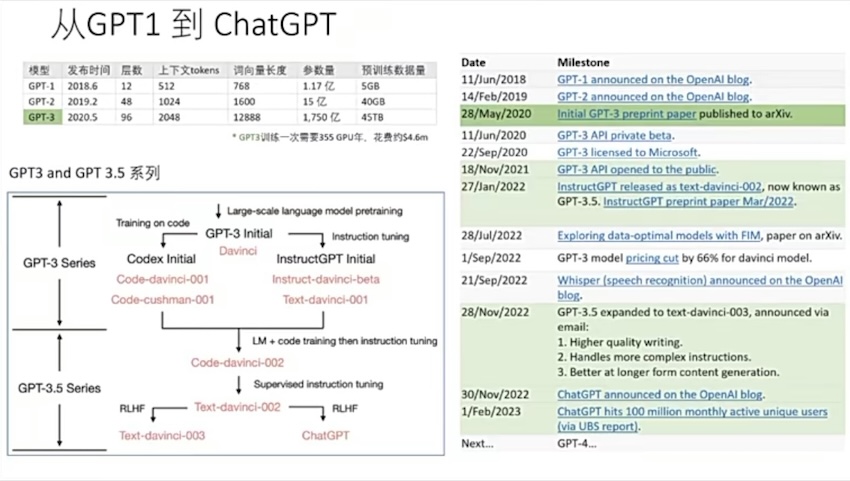 从GPT1 到 ChatGPT
模型 发布时间 层数 上下文tokens 词向量长度 参数量 预训练数据量
GPT-1 2018.6 12 512 768 1.17 亿 5GB
GPT-2 2019.2 48 1024 1600 15 亿 40GB
GPT-3 2020.5 96 2048 12888 1,750 亿 45TB
* GPT3训练一次需要355 GPU年、花费约$4.6m
GPT3 and GPT 3.5 系列
Large-scale language model pretraining
Training on code
GPT-3 Initial
Instruction tuning
Davinci
Codex Initial
InstructGPT Initial
GPT-3 Series
Code-davinci-001
Instruct-davinci-beta
Code-cushman-001
Text-davinci-001
LM + code training then instruction tuning
Code-davinci-002
GPT-3.5 Series
Supervised instruction tuning
RLHF
Text-davinci-002
RLHF
Text-davinci-003
ChatGPT
Date Milestone
11/Jun/2018 GPT-1 announced on the OpenAI blog.
14/Feb/2019 GPT-2 announced on the OpenAI blog.
28/May/2020 Initial GPT-3 preprint paper published to arXiv.
11/Jun/2020 GPT-3 API private beta.
22/Sep/2020 GPT-3 licensed to Microsoft.
18/Nov/2021 GPT-3 API opened to the public.
27/Jan/2022 InstructGPT released as text-davinci-002, now known as
GPT-3.5. InstructGPT preprint paper Mar/2022.
28/Jul/2022 Exploring data-optimal models with FIM, paper on arXiv.
1/Sep/2022 GPT-3 model pricing cut by 66% for davinci model.
21/Sep/2022 Whisper (speech recognition) announced on the OpenAI
blog.
28/Nov/2022 GPT-3.5 expanded to text-davinci-003, announced via
email:
1. Higher quality writing.
2. Handles more complex instructions.
3. Better at longer form content generation.
30/Nov/2022 ChatGPT announced on the OpenAI blog.
1/Feb/2023 ChatGPT hits 100 million monthly active unique users
(via UBS report).
Next... GPT-4...